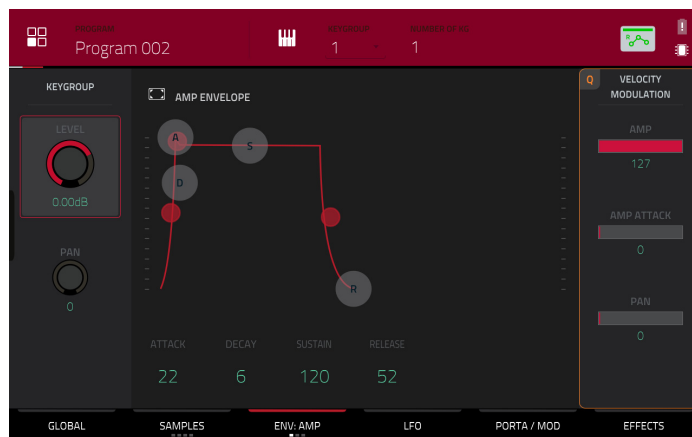 PROGRAM
Program 002
KEYGROUP
1
NUMBER OF KG
1
KEYGROUP
LEVEL
0.00dB
PAN
0
AMP ENVELOPE
A
S
D
R
ATTACK DECAY SUSTAIN RELEASE
22 6 120 52
Q
VELOCITY
MODULATION
AMP
127
AMP ATTACK
0
PAN
0
GLOBAL SAMPLES ENV: AMP LFO PORTA / MOD EFFECTS